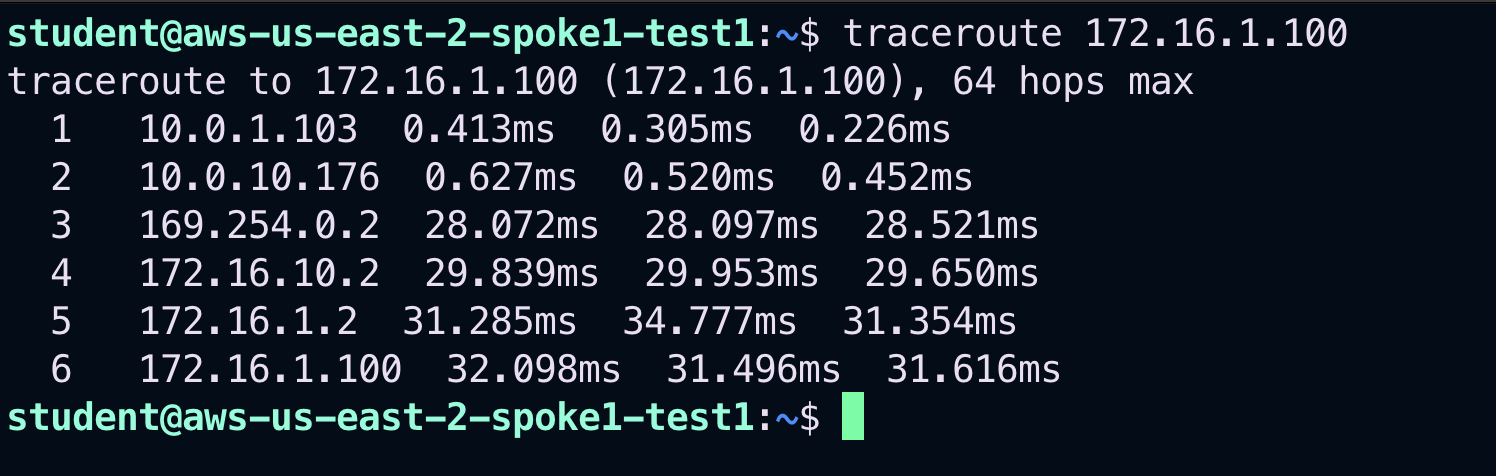 student@aws-us-east-2-spoke1-test1:~$ traceroute 172.16.1.100
traceroute to 172.16.1.100 (172.16.1.100), 64 hops max
  1   10.0.1.103  0.413ms  0.305ms  0.226ms
  2   10.0.10.176  0.627ms  0.520ms  0.452ms
  3   169.254.0.2  28.072ms  28.097ms  28.521ms
  4   172.16.10.2  29.839ms  29.953ms  29.650ms
  5   172.16.1.2  31.285ms  34.777ms  31.354ms
  6   172.16.1.100  32.098ms  31.496ms  31.616ms
student@aws-us-east-2-spoke1-test1:~$